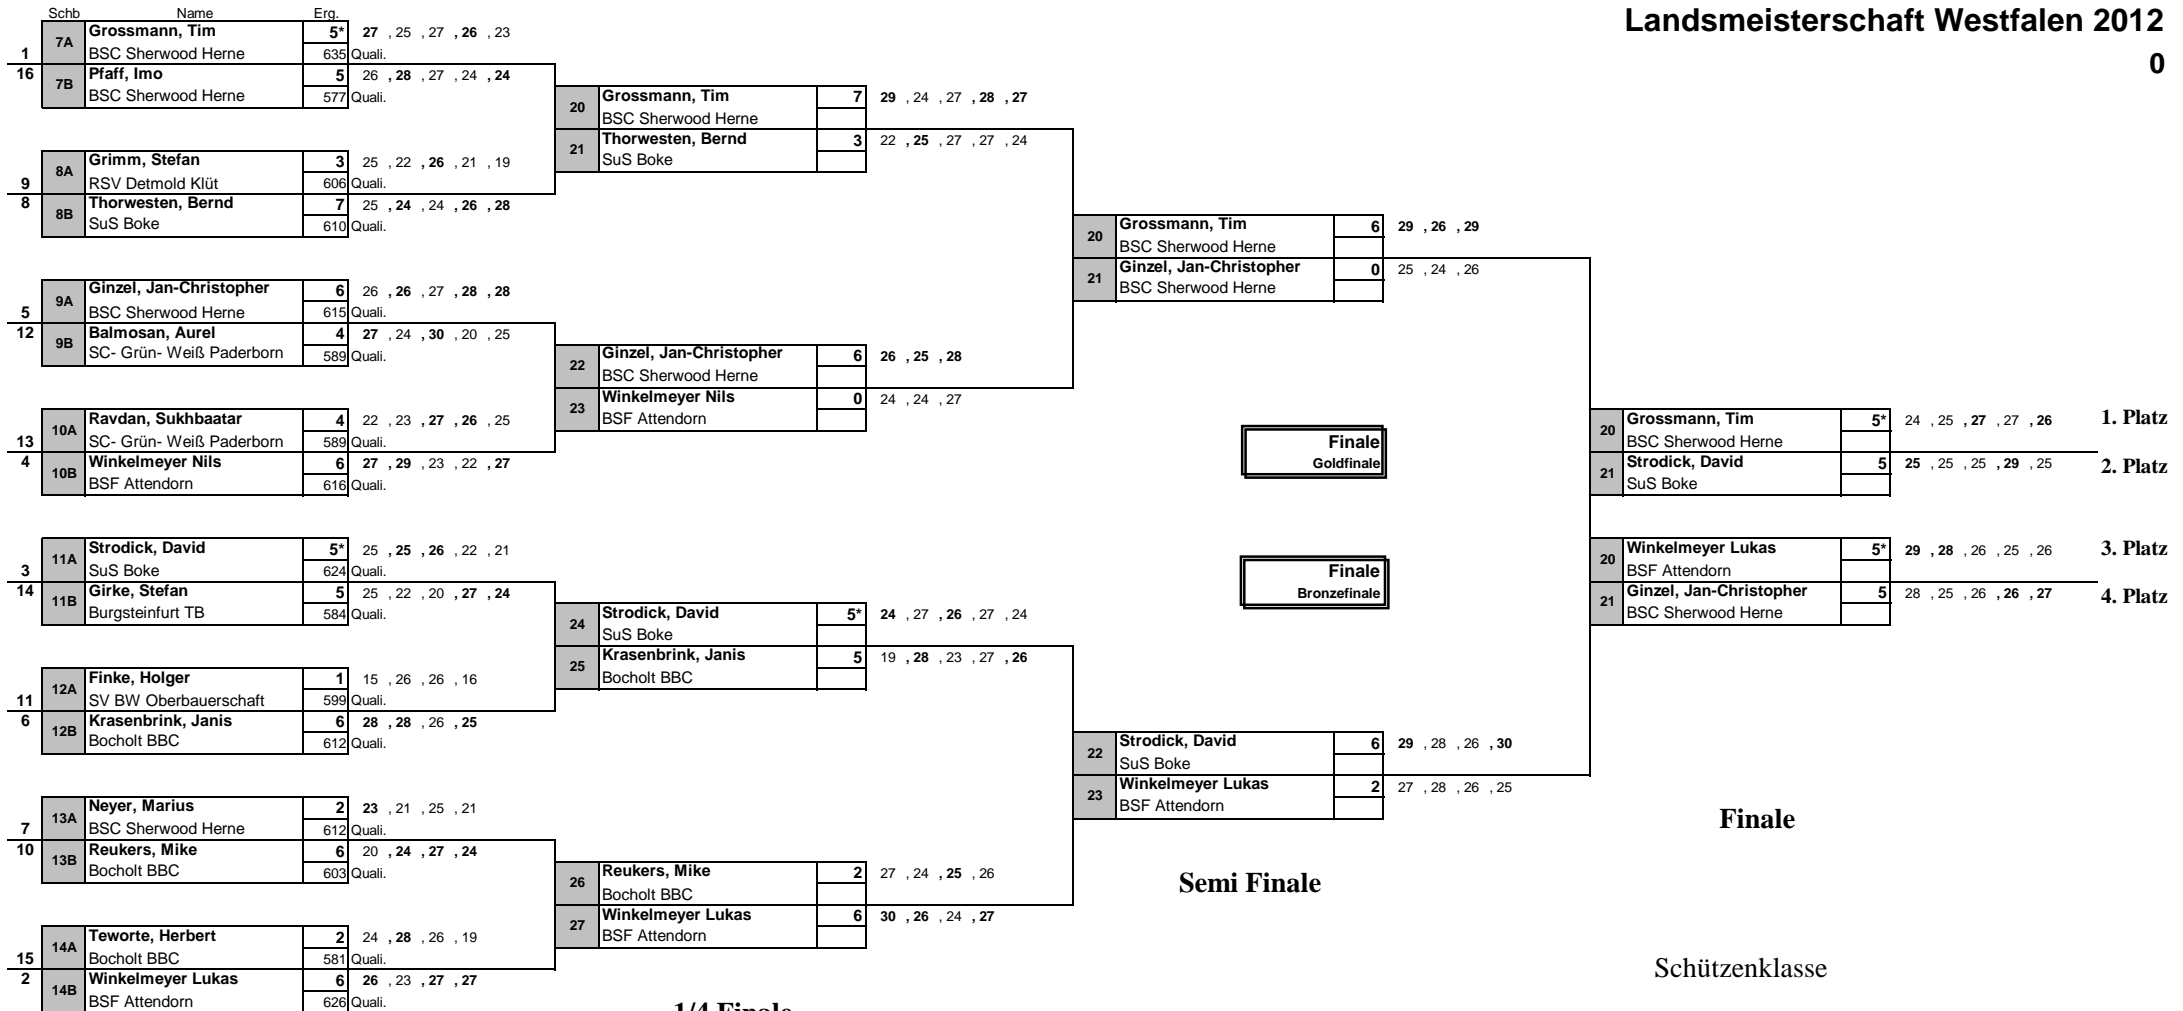 Landsmeisterschaft Westfalen 2012
0
Schb Name Erg.
7A Grossmann, Tim 5* 27 , 25 , 27 , 26 , 23
1 BSC Sherwood Herne 635 Quali.
16 7B Pfaff, Imo 5 26 , 28 , 27 , 24 , 24
BSC Sherwood Herne 577 Quali.
8A Grimm, Stefan 3 25 , 22 , 26 , 21 , 19
9 RSV Detmold Klüt 606 Quali.
8 8B Thorwesten, Bernd 7 25 , 24 , 24 , 26 , 28
SuS Boke 610 Quali.
9A Ginzel, Jan-Christopher 6 26 , 26 , 27 , 28 , 28
5 BSC Sherwood Herne 615 Quali.
12 9B Balmosan, Aurel 4 27 , 24 , 30 , 20 , 25
SC- Grün- Weiß Paderborn 589 Quali.
10A Ravdan, Sukhbaatar 4 22 , 23 , 27 , 26 , 25
13 SC- Grün- Weiß Paderborn 589 Quali.
4 10B Winkelmeyer Nils 6 27 , 29 , 23 , 22 , 27
BSF Attendorn 616 Quali.
11A Strodick, David 5* 25 , 25 , 26 , 22 , 21
3 SuS Boke 624 Quali.
14 11B Girke, Stefan 5 25 , 22 , 20 , 27 , 24
Burgsteinfurt TB 584 Quali.
12A Finke, Holger 1 15 , 26 , 26 , 16
11 SV BW Oberbauerschaft 599 Quali.
6 12B Krasenbrink, Janis 6 28 , 28 , 26 , 25
Bocholt BBC 612 Quali.
13A Neyer, Marius 2 23 , 21 , 25 , 21
7 BSC Sherwood Herne 612 Quali.
10 13B Reukers, Mike 6 20 , 24 , 27 , 24
Bocholt BBC 603 Quali.
14A Teworte, Herbert 2 24 , 28 , 26 , 19
15 Bocholt BBC 581 Quali.
2 14B Winkelmeyer Lukas 6 26 , 23 , 27 , 27
BSF Attendorn 626 Quali.
20 Grossmann, Tim 7 29 , 24 , 27 , 28 , 27
BSC Sherwood Herne
21 Thorwesten, Bernd 3 22 , 25 , 27 , 27 , 24
SuS Boke
22 Ginzel, Jan-Christopher 6 26 , 25 , 28
BSC Sherwood Herne
23 Winkelmeyer Nils 0 24 , 24 , 27
BSF Attendorn
24 Strodick, David 5* 24 , 27 , 26 , 27 , 24
SuS Boke
25 Krasenbrink, Janis 5 19 , 28 , 23 , 27 , 26
Bocholt BBC
26 Reukers, Mike 2 27 , 24 , 25 , 26
Bocholt BBC
27 Winkelmeyer Lukas 6 30 , 26 , 24 , 27
BSF Attendorn
1/4 Finale
20 Grossmann, Tim 6 29 , 26 , 29
BSC Sherwood Herne
21 Ginzel, Jan-Christopher 0 25 , 24 , 26
BSC Sherwood Herne
Finale
Goldfinale
Finale
Bronzefinale
22 Strodick, David 6 29 , 28 , 26 , 30
SuS Boke
23 Winkelmeyer Lukas 2 27 , 28 , 26 , 25
BSF Attendorn
Semi Finale
20 Grossmann, Tim 5* 24 , 25 , 27 , 27 , 26 1. Platz
BSC Sherwood Herne
21 Strodick, David 5 25 , 25 , 25 , 29 , 25 2. Platz
SuS Boke
20 Winkelmeyer Lukas 5* 29 , 28 , 26 , 25 , 26 3. Platz
BSF Attendorn
21 Ginzel, Jan-Christopher 5 28 , 25 , 26 , 26 , 27 4. Platz
BSC Sherwood Herne
Finale
Schützenklasse